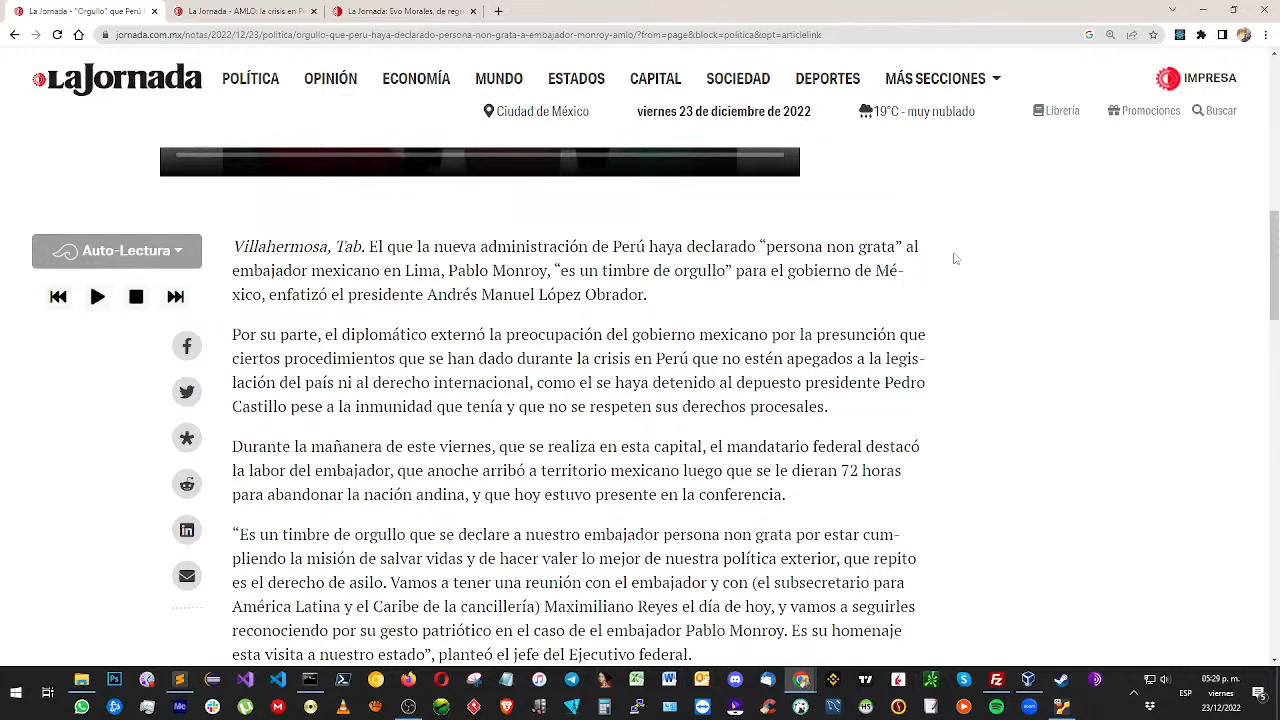 La Jornada - "Orgullo" que Perú
La Jornada - AMLO: la crisis en P
La Jornada: Evo Morales, de reg
jornada.com.mx/notas/2022/12/23/politica/orgullo-que-peru-haya-declarado-persona-non-grata-a-embajador-monroy-amlo/?from=page&block=politica&opt=articlelink
LaJornada
POLÍTICA OPINIÓN ECONOMÍA MUNDO ESTADOS CAPITAL SOCIEDAD DEPORTES MÁS SECCIONES
IMPRESA
Ciudad de México viernes 23 de diciembre de 2022 19°C - muy nublado Librería Promociones Buscar
Auto-Lectura
Villahermosa, Tab. El que la nueva administración de Perú haya declarado “persona non grata” al
embajador mexicano en Lima, Pablo Monroy, “es un timbre de orgullo” para el gobierno de Mé-
xico, enfatizó el presidente Andrés Manuel López Obrador.
Por su parte, el diplomático externó la preocupación del gobierno mexicano por la presunción que
ciertos procedimientos que se han dado durante la crisis en Perú que no estén apegados a la legis-
lación del país ni al derecho internacional, como el se haya detenido al depuesto presidente Pedro
Castillo pese a la inmunidad que tenía y que no se respeten sus derechos procesales.
Durante la mañanera de este viernes, que se realiza en esta capital, el mandatario federal destacó
la labor del embajador, que anoche arribó a territorio mexicano luego que se le dieran 72 horas
para abandonar la nación andina, y que hoy estuvo presente en la conferencia.
“Es un timbre de orgullo que se declare a nuestro embajador persona non grata por estar cum-
pliendo la misión de salvar vidas y de hacer valer lo mejor de nuestra política exterior, que repito
es el derecho de asilo. Vamos a tener una reunión con el embajador y con (el subsecretario para
América Latina y el Caribe de la cancillería) Maximiliano Reyes el día de hoy, y vamos a seguirles
reconociendo por su gesto patriótico en el caso de el embajador Pablo Monroy. Es su homenaje
esta visita a nuestro estado”, planteó el jefe del Ejecutivo federal.
ESP
05:29 p. m.
viernes
23/12/2022